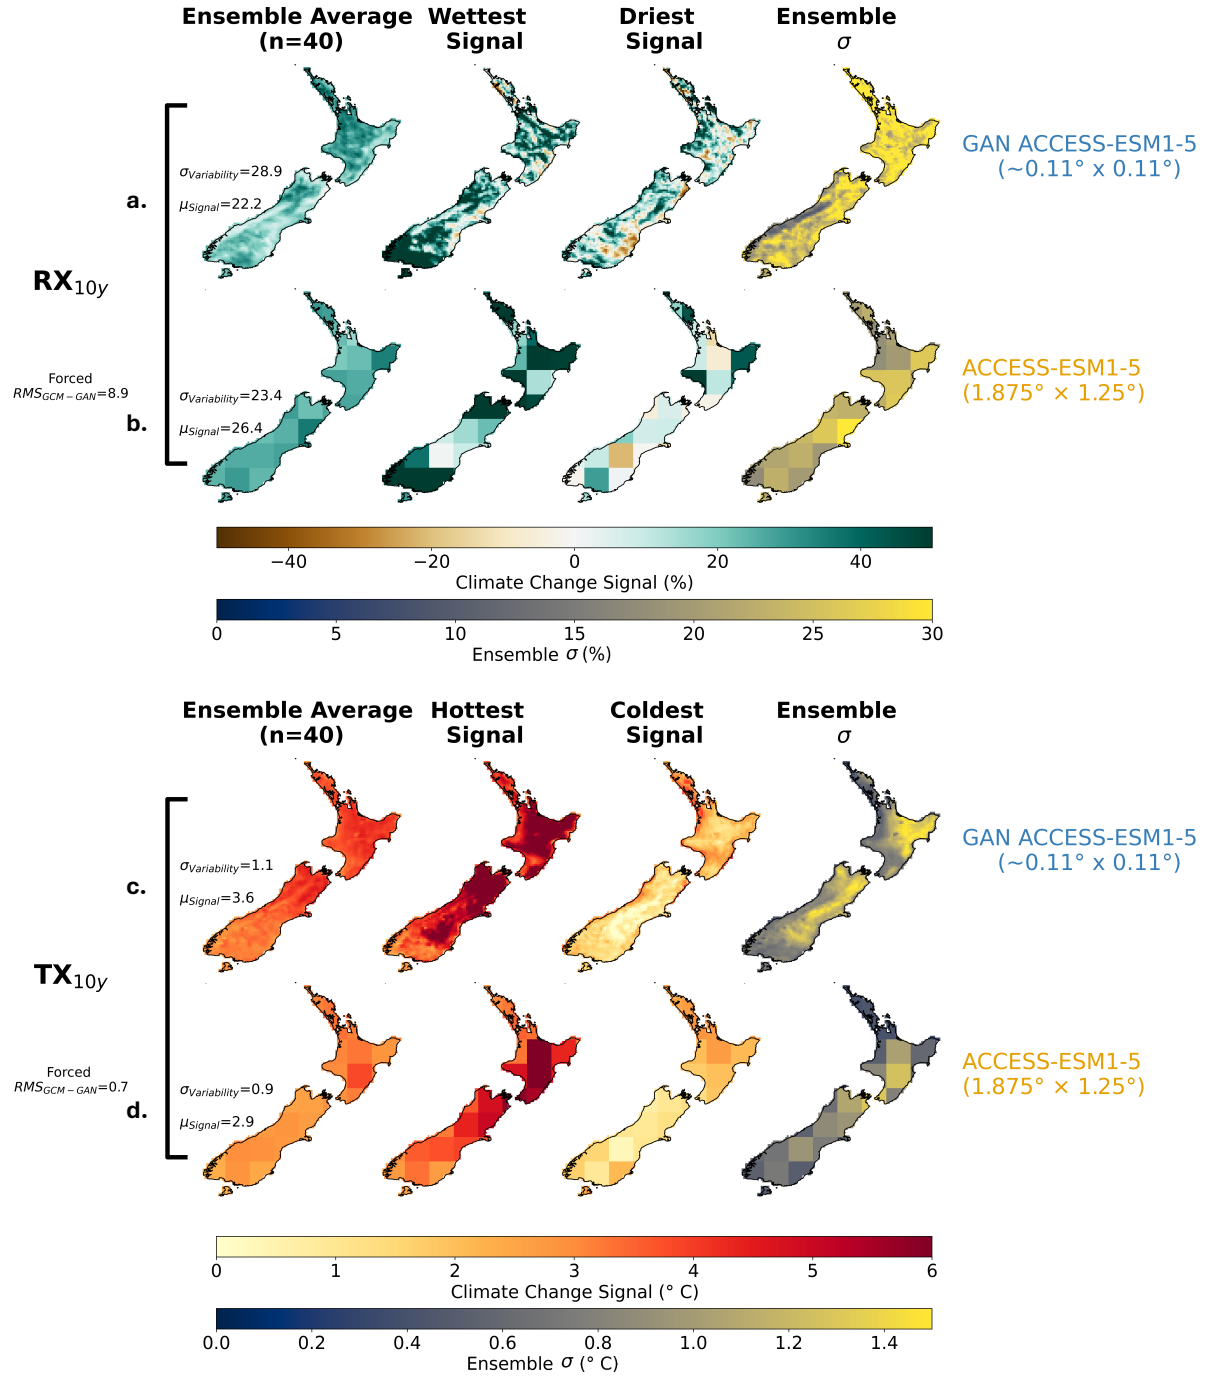 Ensemble Average
(n=40)
Wettest
Signal
Driest
Signal
Ensemble
σ
GAN ACCESS-ESM1-5
(~0.11° x 0.11°)
σVariability=28.9
a.
μSignal=22.2
RX10y
ACCESS-ESM1-5
(1.875° × 1.25°)
Forced
RMSGCM−GAN=8.9
σVariability=23.4
b.
μSignal=26.4
−40 −20 0 20 40
Climate Change Signal (%)
0 5 10 15 20 25 30
Ensemble σ (%)
Ensemble Average
(n=40)
Hottest
Signal
Coldest
Signal
Ensemble
σ
GAN ACCESS-ESM1-5
(~0.11° x 0.11°)
σVariability=1.1
c.
μSignal=3.6
TX10y
ACCESS-ESM1-5
(1.875° × 1.25°)
Forced
RMSGCM−GAN=0.7
σVariability=0.9
d.
μSignal=2.9
0 1 2 3 4 5 6
Climate Change Signal (° C)
0.0 0.2 0.4 0.6 0.8 1.0 1.2 1.4
Ensemble σ (° C)